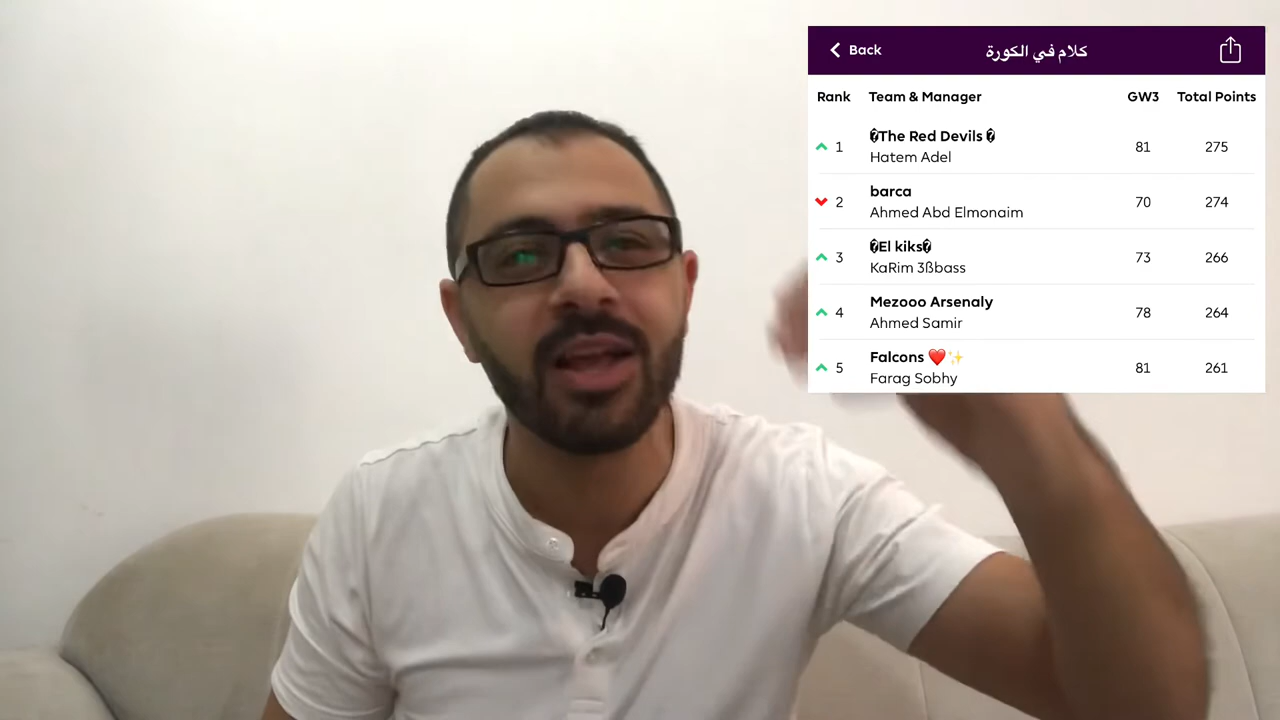 Back
كلام في الكورة
Rank Team & Manager GW3 Total Points
1 �The Red Devils � 81 275
Hatem Adel
2 barca 70 274
Ahmed Abd Elmonaim
3 �El kiks� 73 266
KaRim 3ßbass
4 Mezooo Arsenaly 78 264
Ahmed Samir
5 Falcons ❤️✨ 81 261
Farag Sobhy